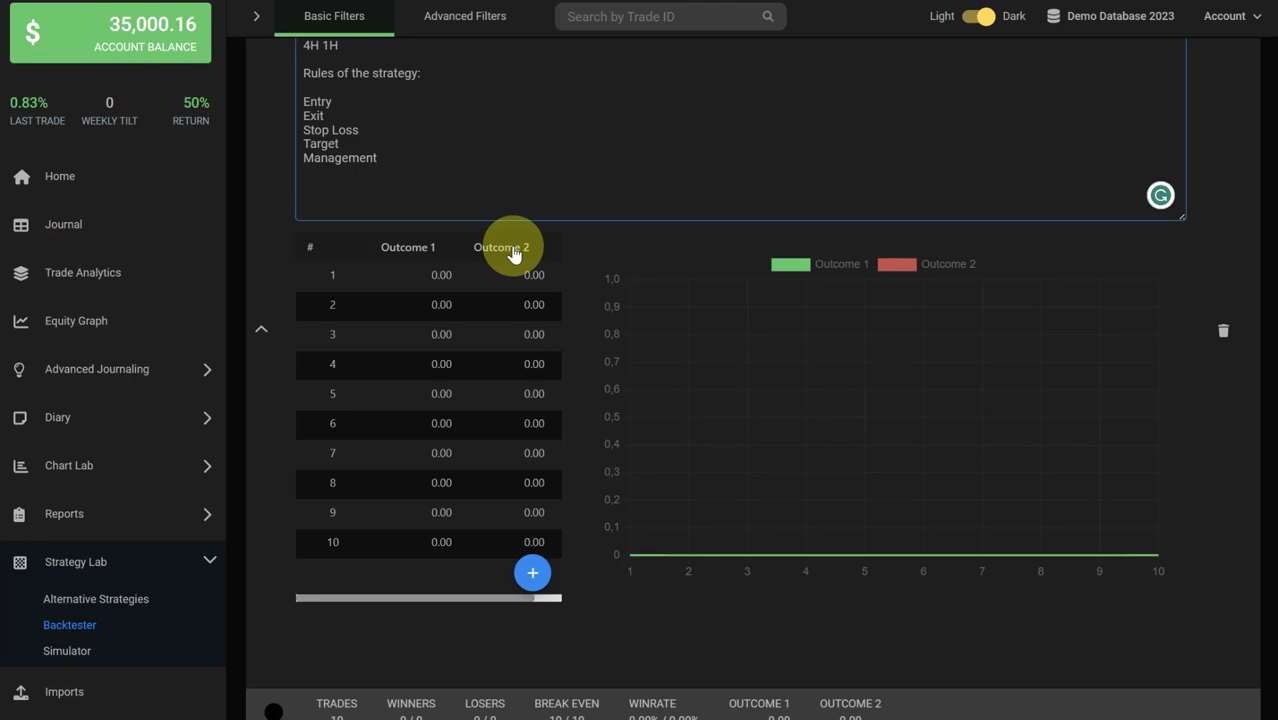 $
35,000.16
ACCOUNT BALANCE
0.83%
LAST TRADE
0
WEEKLY TILT
50%
RETURN
Home
Journal
Trade Analytics
Equity Graph
Advanced Journaling
Diary
Chart Lab
Reports
Strategy Lab
Alternative Strategies
Backtester
Simulator
Imports
Basic Filters
Advanced Filters
Search by Trade ID
Light
Dark
Demo Database 2023
Account
4H 1H
Rules of the strategy:
Entry
Exit
Stop Loss
Target
Management
# Outcome 1 Outcome 2
1 0.00 0.00
2 0.00 0.00
3 0.00 0.00
4 0.00 0.00
5 0.00 0.00
6 0.00 0.00
7 0.00 0.00
8 0.00 0.00
9 0.00 0.00
10 0.00 0.00
+
Outcome 1 Outcome 2
1,0
0,9
0,8
0,7
0,6
0,5
0,4
0,3
0,2
0,1
0
1 2 3 4 5 6 7 8 9 10
TRADES WINNERS LOSERS BREAK EVEN WINRATE OUTCOME 1 OUTCOME 2